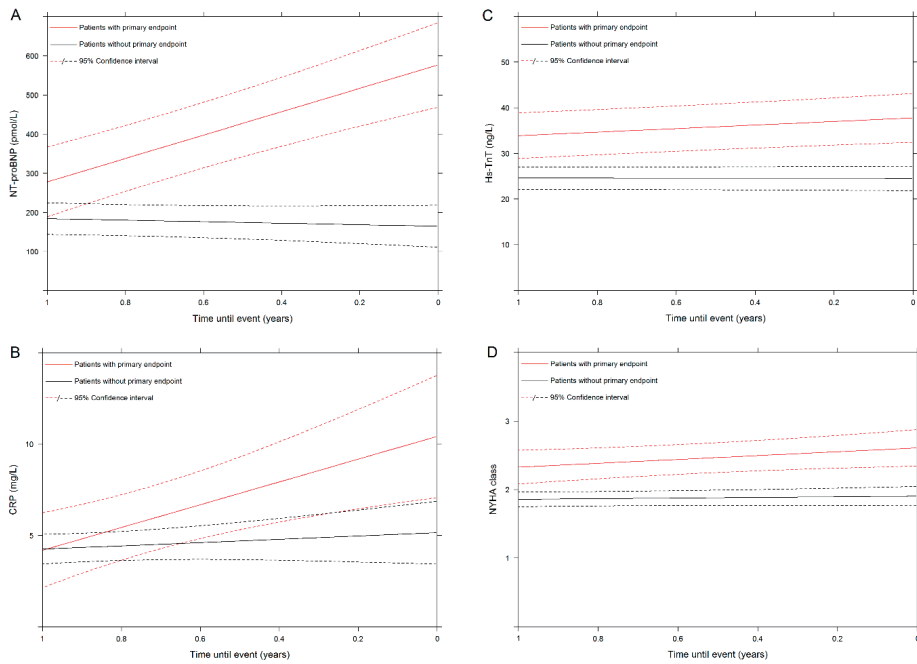 A
Patients with primary endpoint
Patients without primary endpoint
95% Confidence interval
600
500
400
300
200
100
NT-proBNP (pmol/L)
1 0.8 0.6 0.4 0.2 0
Time until event (years)
C
Patients with primary endpoint
Patients without primary endpoint
95% Confidence interval
50
40
30
20
Hs-TnT (ng/L)
1 0.8 0.6 0.4 0.2 0
Time until event (years)
B
Patients with primary endpoint
Patients without primary endpoint
95% Confidence interval
10
5
CRP (mg/L)
1 0.8 0.6 0.4 0.2 0
Time until event (years)
D
Patients with primary endpoint
Patients without primary endpoint
95% Confidence interval
3
2
1
NYHA class
1 0.8 0.6 0.4 0.2 0
Time until event (years)